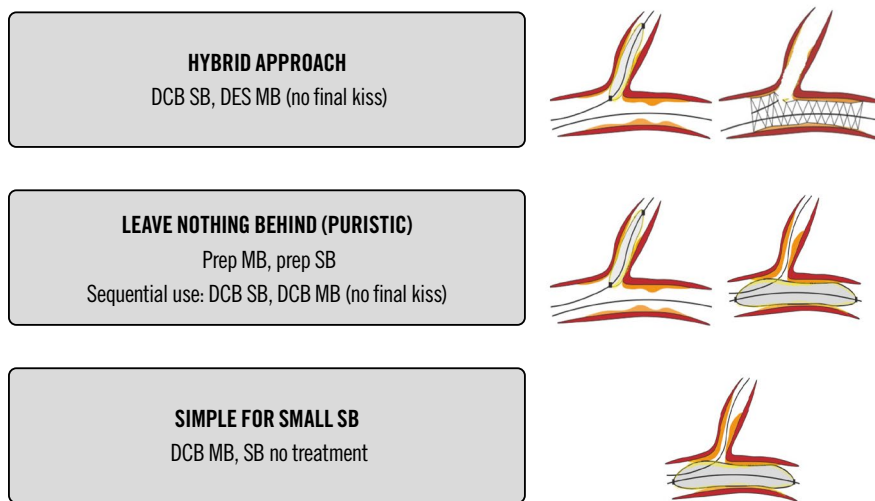 HYBRID APPROACH
DCB SB, DES MB (no final kiss)
LEAVE NOTHING BEHIND (PURISTIC)
Prep MB, prep SB
Sequential use: DCB SB, DCB MB (no final kiss)
SIMPLE FOR SMALL SB
DCB MB, SB no treatment